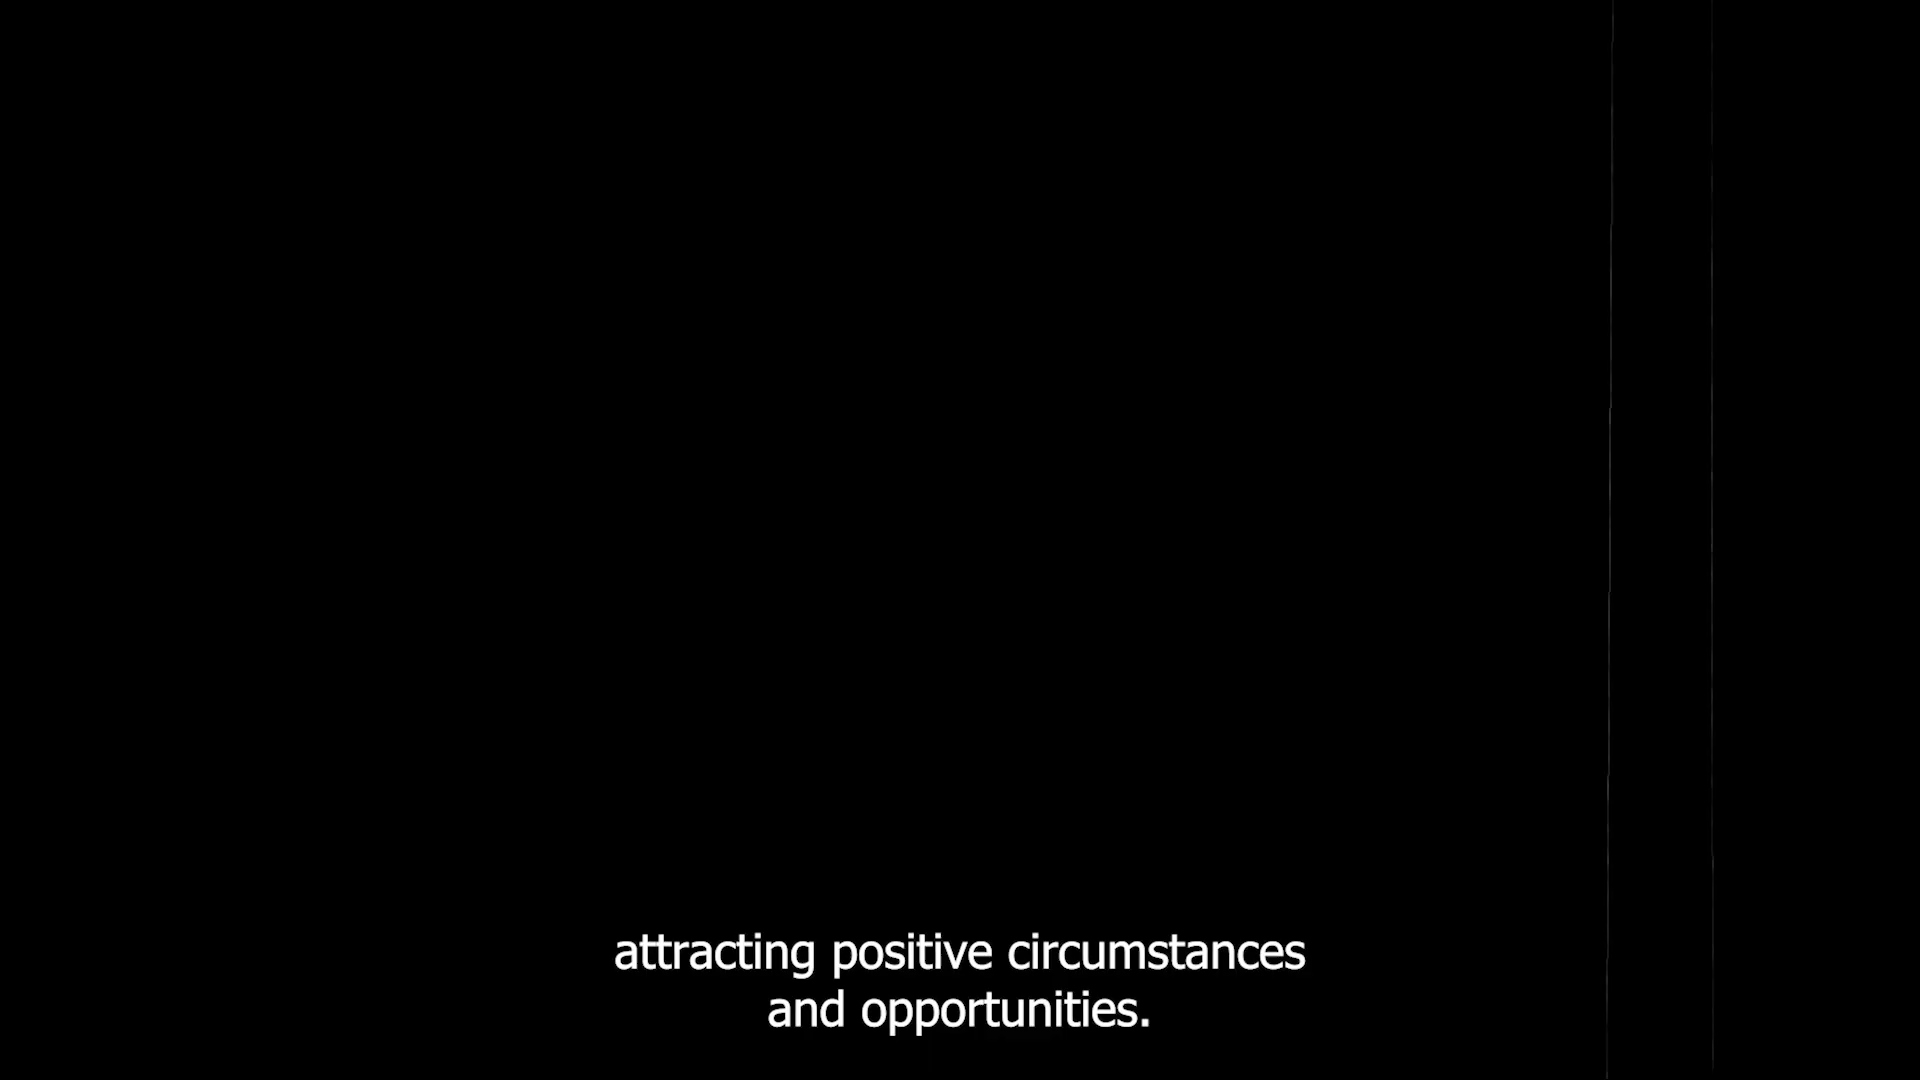 attracting positive circumstances
and opportunities.